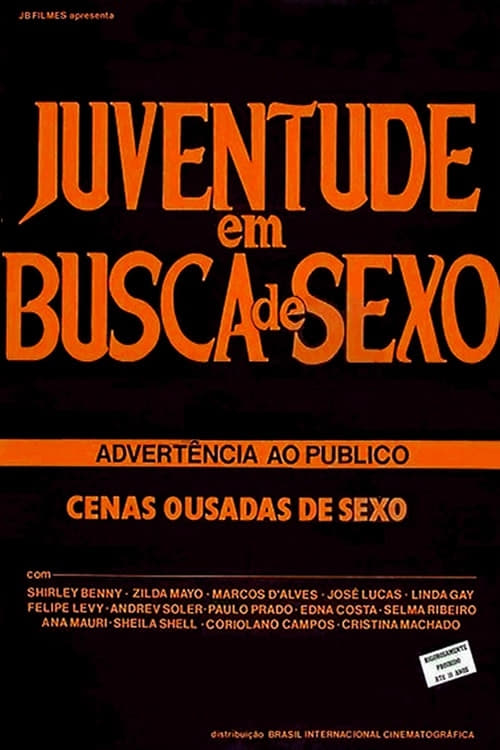 JB FILMES apresenta
JUVENTUDE
em
BUSCA de SEXO
ADVERTÊNCIA AO PUBLICO
CENAS OUSADAS DE SEXO
com
SHIRLEY BENNY · ZILDA MAYO · MARCOS D'ALVES · JOSÉ LUCAS · LINDA GAY
FELIPE LEVY · ANDREV SOLER · PAULO PRADO · EDNA COSTA · SELMA RIBEIRO
ANA MAURI · SHEILA SHELL · CORIOLANO CAMPOS · CRISTINA MACHADO
RIGOROSAMENTE
PROIBIDO
ATE 18 ANOS
distribuição BRASIL INTERNACIONAL CINEMATOGRÁFICA